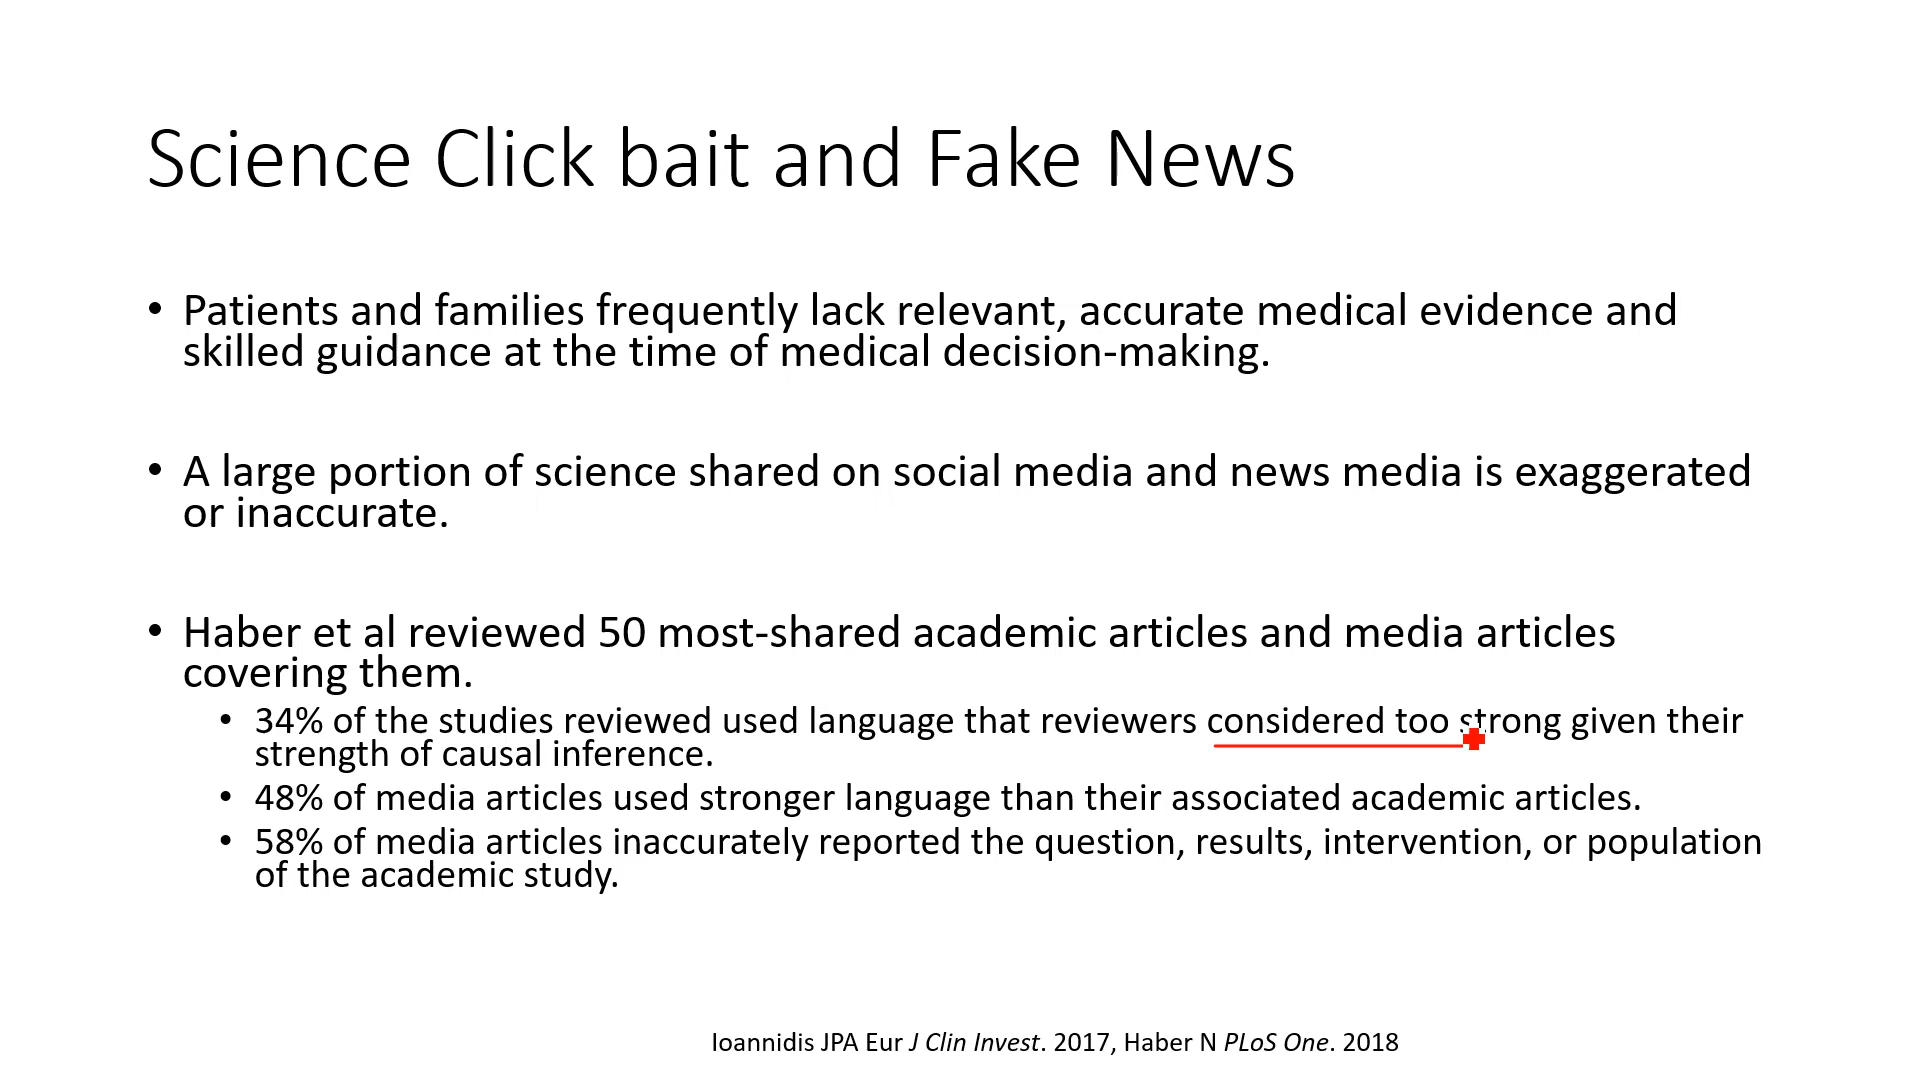 Science Click bait and Fake News
• Patients and families frequently lack relevant, accurate medical evidence and
skilled guidance at the time of medical decision-making.
• A large portion of science shared on social media and news media is exaggerated
or inaccurate.
• Haber et al reviewed 50 most-shared academic articles and media articles
covering them.
• 34% of the studies reviewed used language that reviewers considered too strong given their
strength of causal inference.
• 48% of media articles used stronger language than their associated academic articles.
• 58% of media articles inaccurately reported the question, results, intervention, or population
of the academic study.
Ioannidis JPA Eur J Clin Invest. 2017, Haber N PLoS One. 2018